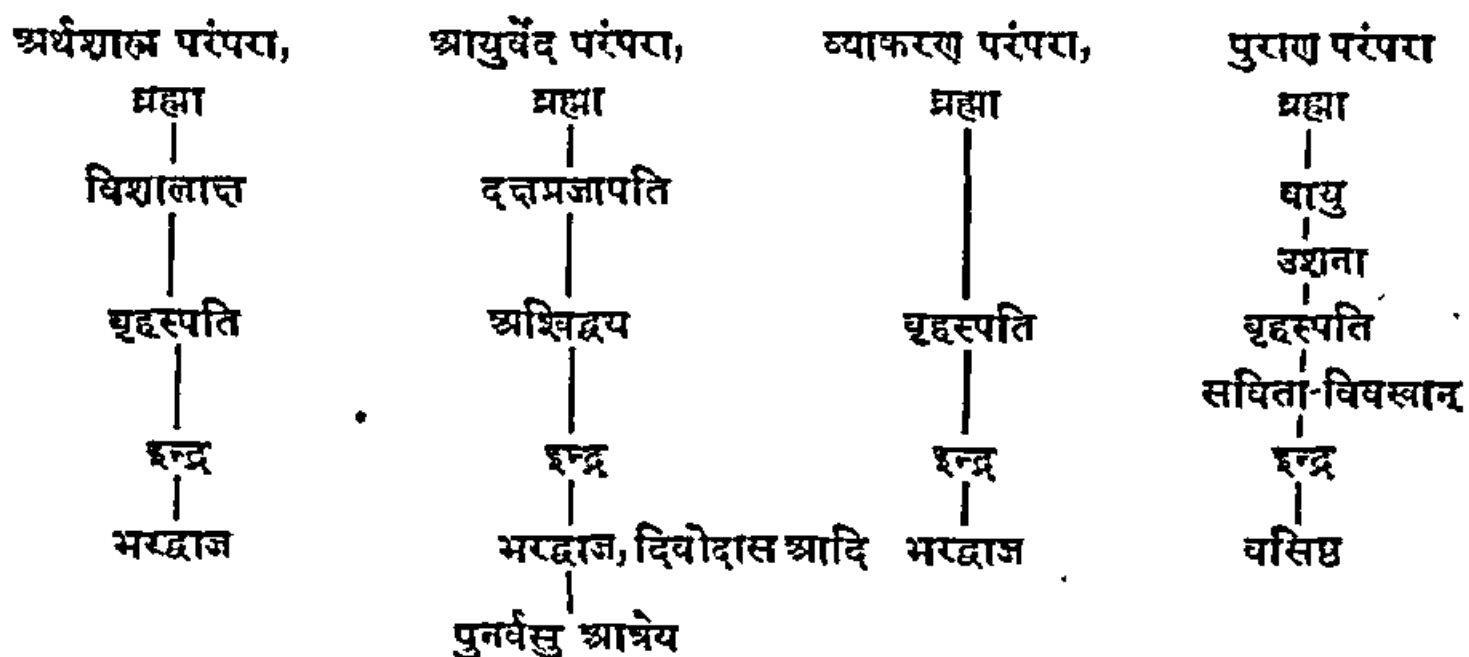 अर्थशास्त्र परंपरा, आयुर्वेद परंपरा, व्याकरण परंपरा, पुराण परंपरा
ब्रह्मा ब्रह्मा ब्रह्मा ब्रह्मा
विशालाक्ष दक्षप्रजापति वायु
उशना
बृहस्पति अश्विद्वय बृहस्पति बृहस्पति
सविता-विवस्वान्
इन्द्र इन्द्र इन्द्र इन्द्र
भरद्वाज भरद्वाज, दिवोदास आदि भरद्वाज वसिष्ठ
पुनर्वसु आत्रेय